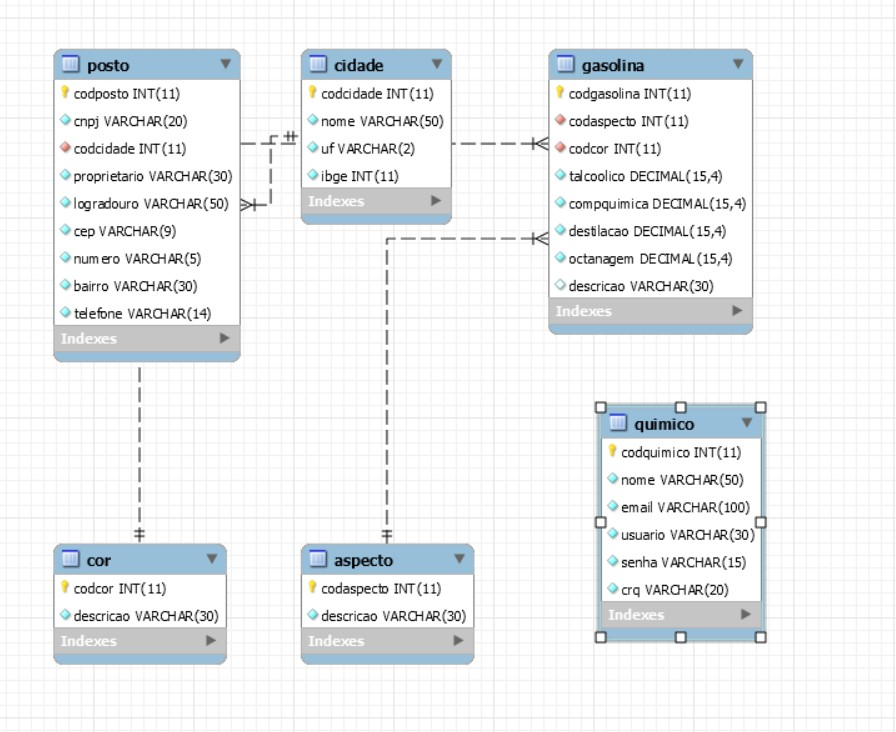 posto
codposto INT(11)
cnpj VARCHAR(20)
codcidade INT(11)
proprietario VARCHAR(30)
logradouro VARCHAR(50)
cep VARCHAR(9)
numero VARCHAR(5)
bairro VARCHAR(30)
telefone VARCHAR(14)
Indexes
cidade
codcidade INT(11)
nome VARCHAR(50)
uf VARCHAR(2)
ibge INT(11)
Indexes
gasolina
codgasolina INT(11)
codaspecto INT(11)
codcor INT(11)
talcoolico DECIMAL(15,4)
compquimica DECIMAL(15,4)
destilacao DECIMAL(15,4)
octanagem DECIMAL(15,4)
descricao VARCHAR(30)
Indexes
quimico
codquimico INT(11)
nome VARCHAR(50)
email VARCHAR(100)
usuario VARCHAR(30)
senha VARCHAR(15)
crq VARCHAR(20)
Indexes
cor
codcor INT(11)
descricao VARCHAR(30)
Indexes
aspecto
codaspecto INT(11)
descricao VARCHAR(30)
Indexes